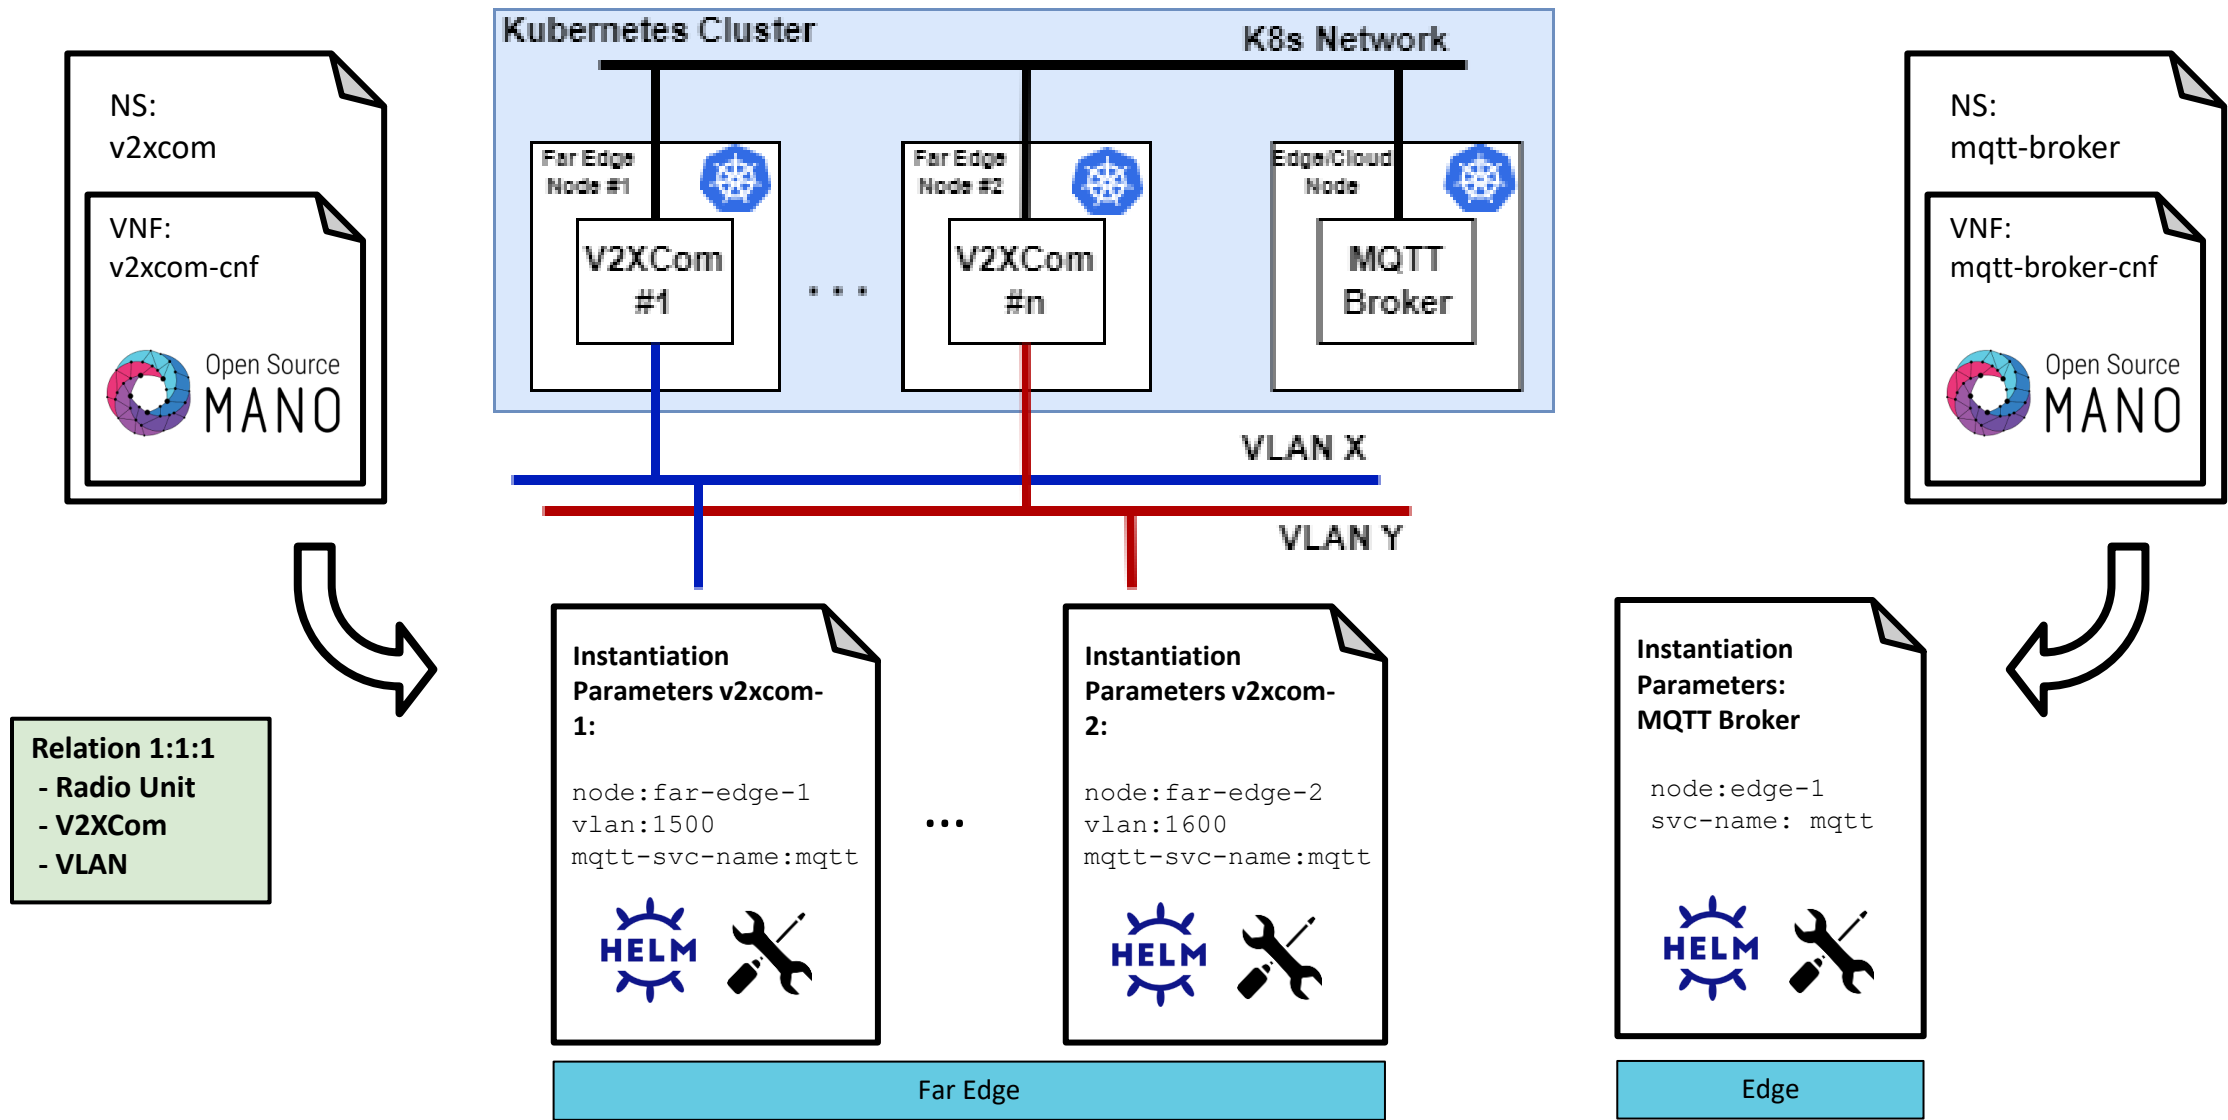 Kubernetes Cluster
K8s Network
NS:
v2xcom
VNF:
v2xcom-cnf
Open Source
MANO
Far Edge
Node #1
V2XCom
#1
...
Far Edge
Node #2
V2XCom
#n
Edge/Cloud
Node
MQTT
Broker
NS:
mqtt-broker
VNF:
mqtt-broker-cnf
Open Source
MANO
VLAN X
VLAN Y
Relation 1:1:1
- Radio Unit
- V2XCom
- VLAN
Instantiation
Parameters v2xcom-
1:
node:far-edge-1
vlan:1500
mqtt-svc-name:mqtt
HELM
...
Instantiation
Parameters v2xcom-
2:
node:far-edge-2
vlan:1600
mqtt-svc-name:mqtt
HELM
Instantiation
Parameters:
MQTT Broker
node:edge-1
svc-name: mqtt
HELM
Far Edge
Edge